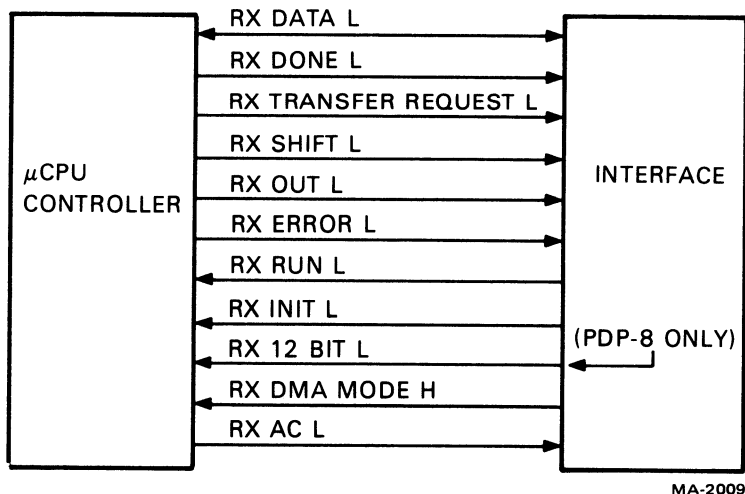 RX DATA L
RX DONE L
RX TRANSFER REQUEST L
RX SHIFT L
μCPU
CONTROLLER
RX OUT L
INTERFACE
RX ERROR L
RX RUN L
RX INIT L
(PDP-8 ONLY)
RX 12 BIT L
RX DMA MODE H
RX AC L
MA-2009